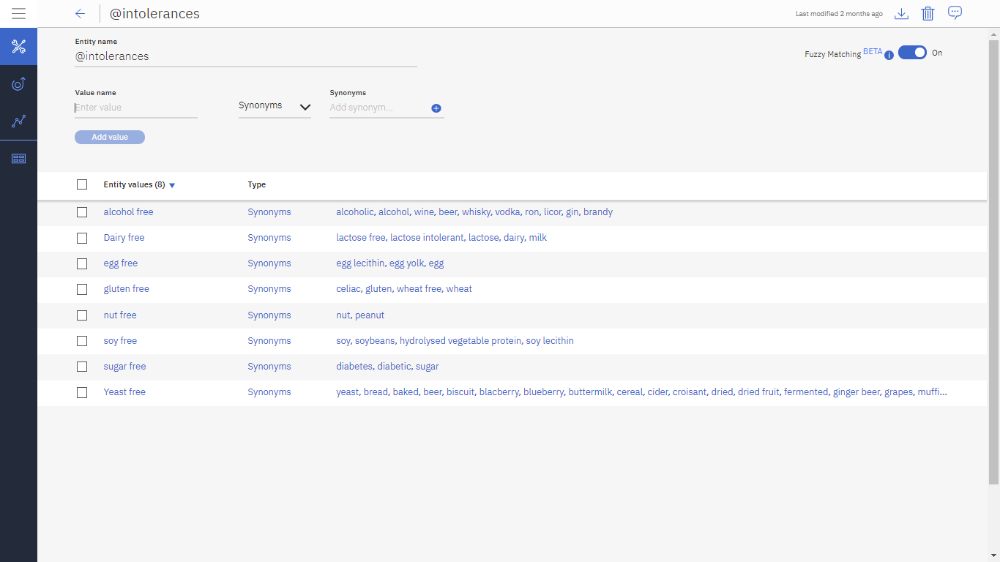 @intolerances
Last modified 2 months ago
Entity name
@intolerances
Fuzzy Matching BETA i On
Value name
Enter value
Synonyms
Synonyms
Add synonym...
Add value
Entity values (8) ▼ Type
alcohol free Synonyms alcoholic, alcohol, wine, beer, whisky, vodka, ron, licor, gin, brandy
Dairy free Synonyms lactose free, lactose intolerant, lactose, dairy, milk
egg free Synonyms egg lecithin, egg yolk, egg
gluten free Synonyms celiac, gluten, wheat free, wheat
nut free Synonyms nut, peanut
soy free Synonyms soy, soybeans, hydrolysed vegetable protein, soy lecithin
sugar free Synonyms diabetes, diabetic, sugar
Yeast free Synonyms yeast, bread, baked, beer, biscuit, blacberry, blueberry, buttermilk, cereal, cider, croisant, dried, dried fruit, fermented, ginger beer, grapes, muffi...